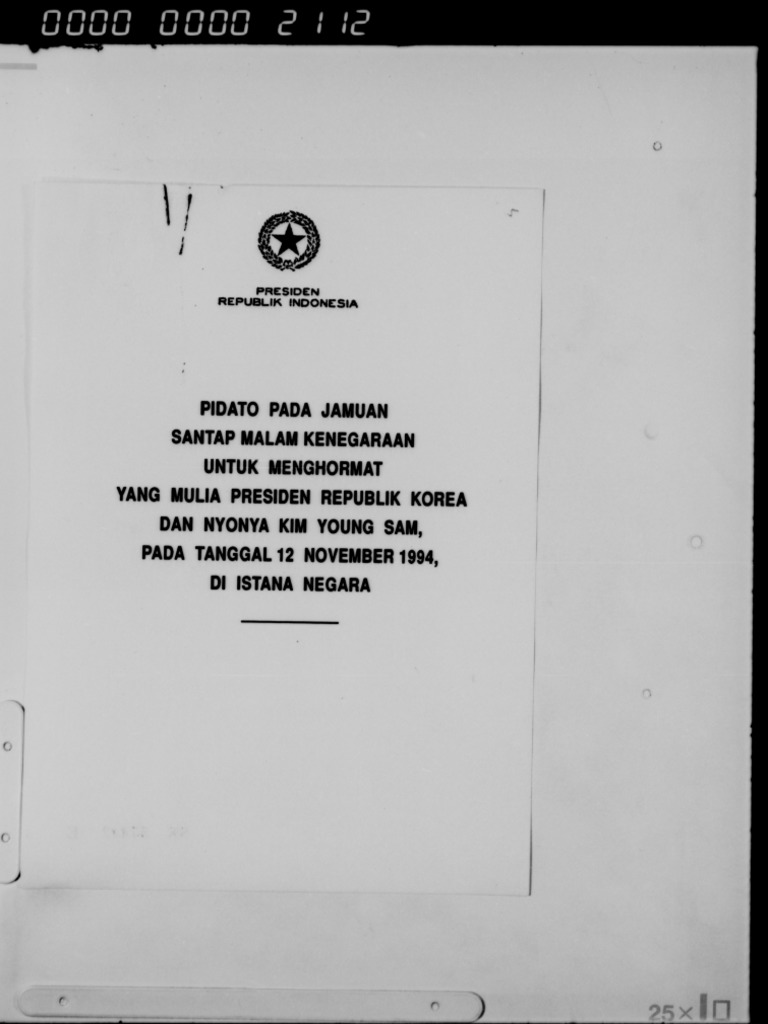 0000 0000 2112
PRESIDEN
REPUBLIK INDONESIA
PIDATO PADA JAMUAN
SANTAP MALAM KENEGARAAN
UNTUK MENGHORMAT
YANG MULIA PRESIDEN REPUBLIK KOREA
DAN NYONYA KIM YOUNG SAM,
PADA TANGGAL 12 NOVEMBER 1994,
DI ISTANA NEGARA
25×